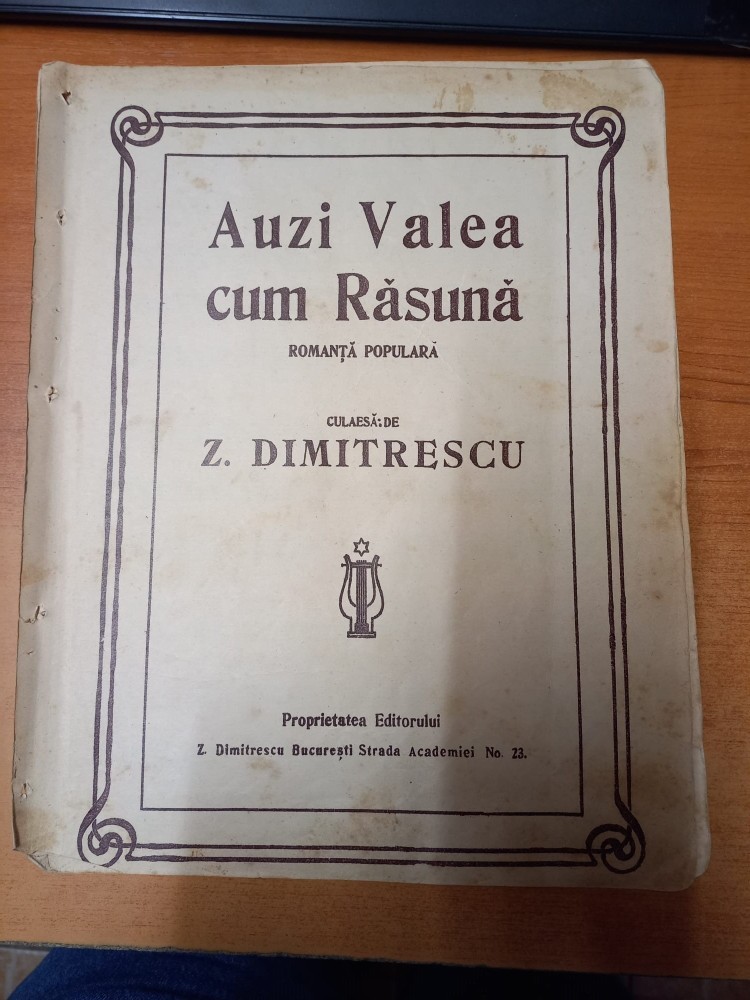 Auzi Valea
cum Răsună
ROMANȚĂ POPULARĂ
CULAESĂ: DE
Z. DIMITRESCU
Proprietatea Editorului
Z. Dimitrescu București Strada Academiei No. 23.